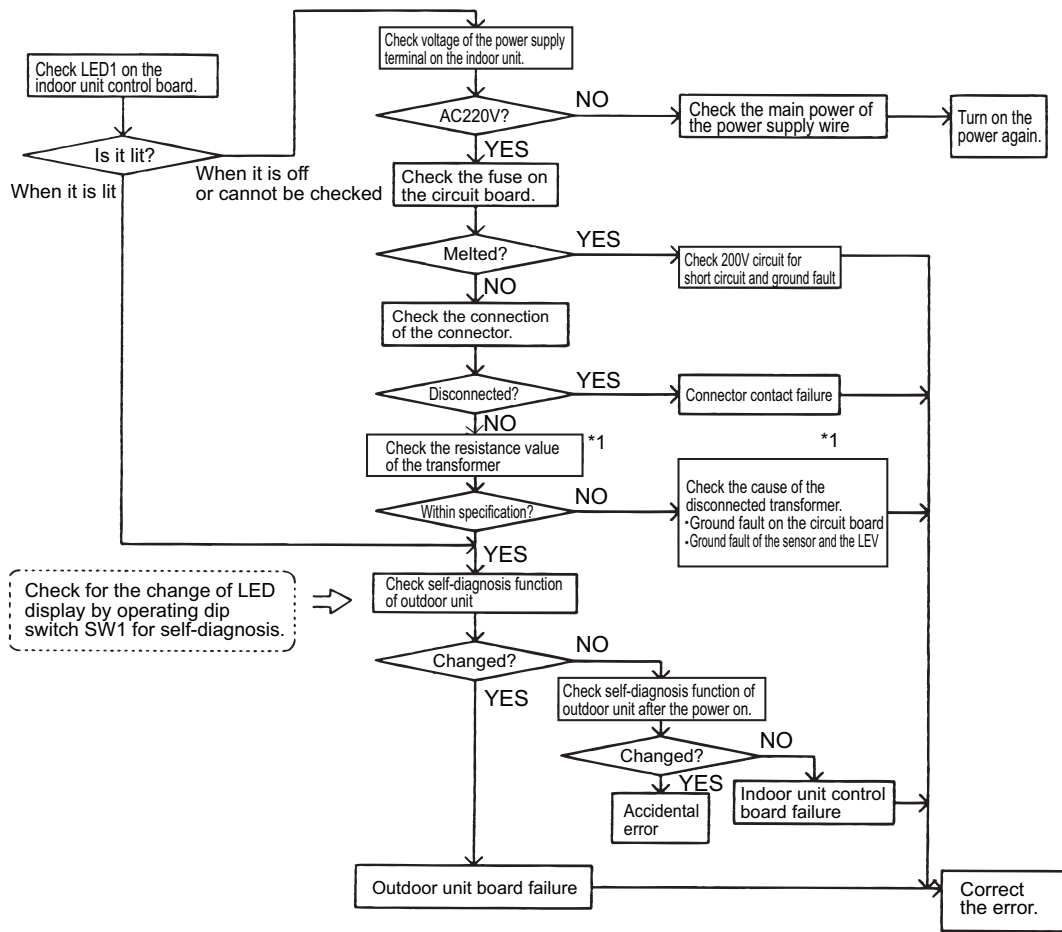 Check LED1 on the
indoor unit control board.
Is it lit?
When it is lit
When it is off
or cannot be checked
Check voltage of the power supply
terminal on the indoor unit.
AC220V?
NO
Check the main power of
the power supply wire
Turn on the
power again.
YES
Check the fuse on
the circuit board.
Melted?
YES
Check 200V circuit for
short circuit and ground fault
NO
Check the connection
of the connector.
Disconnected?
YES
Connector contact failure
NO
Check the resistance value
of the transformer
*1
*1
Within specification?
NO
Check the cause of the
disconnected transformer.
•Ground fault on the circuit board
•Ground fault of the sensor and the LEV
YES
Check self-diagnosis function
of outdoor unit
Check for the change of LED
display by operating dip
switch SW1 for self-diagnosis.
Changed?
NO
YES
Check self-diagnosis function of
outdoor unit after the power on.
Changed?
NO
YES
Accidental
error
Indoor unit control
board failure
Outdoor unit board failure
Correct
the error.